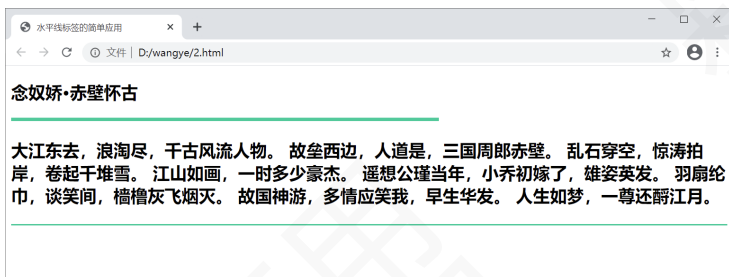 水平线标签的简单应用
文件 | D:/wangye/2.html
念奴娇·赤壁怀古
大江东去，浪淘尽，千古风流人物。 故垒西边，人道是，三国周郎赤壁。 乱石穿空，惊涛拍
岸，卷起千堆雪。 江山如画，一时多少豪杰。 遥想公瑾当年，小乔初嫁了，雄姿英发。 羽扇纶
巾，谈笑间，樯橹灰飞烟灭。 故国神游，多情应笑我，早生华发。 人生如梦，一尊还酹江月。